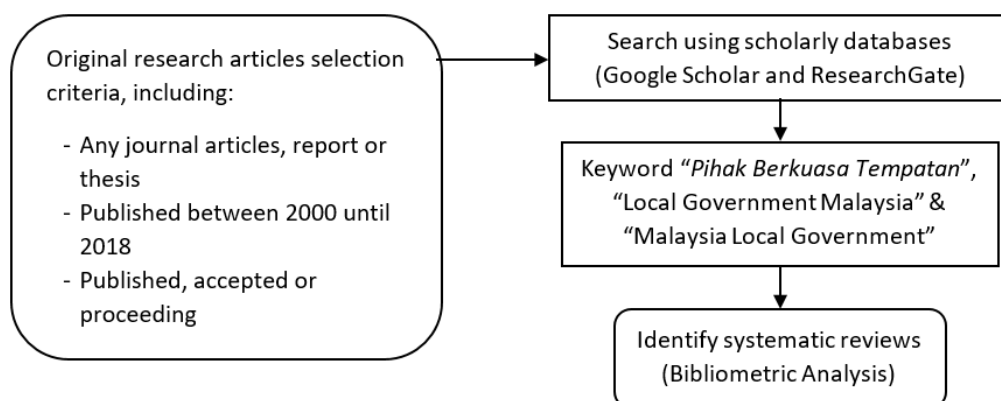 Original research articles selection
criteria, including:
- Any journal articles, report or
thesis
- Published between 2000 until
2018
- Published, accepted or
proceeding
Search using scholarly databases
(Google Scholar and ResearchGate)
Keyword “Pihak Berkuasa Tempatan”,
“Local Government Malaysia” &
“Malaysia Local Government”
Identify systematic reviews
(Bibliometric Analysis)